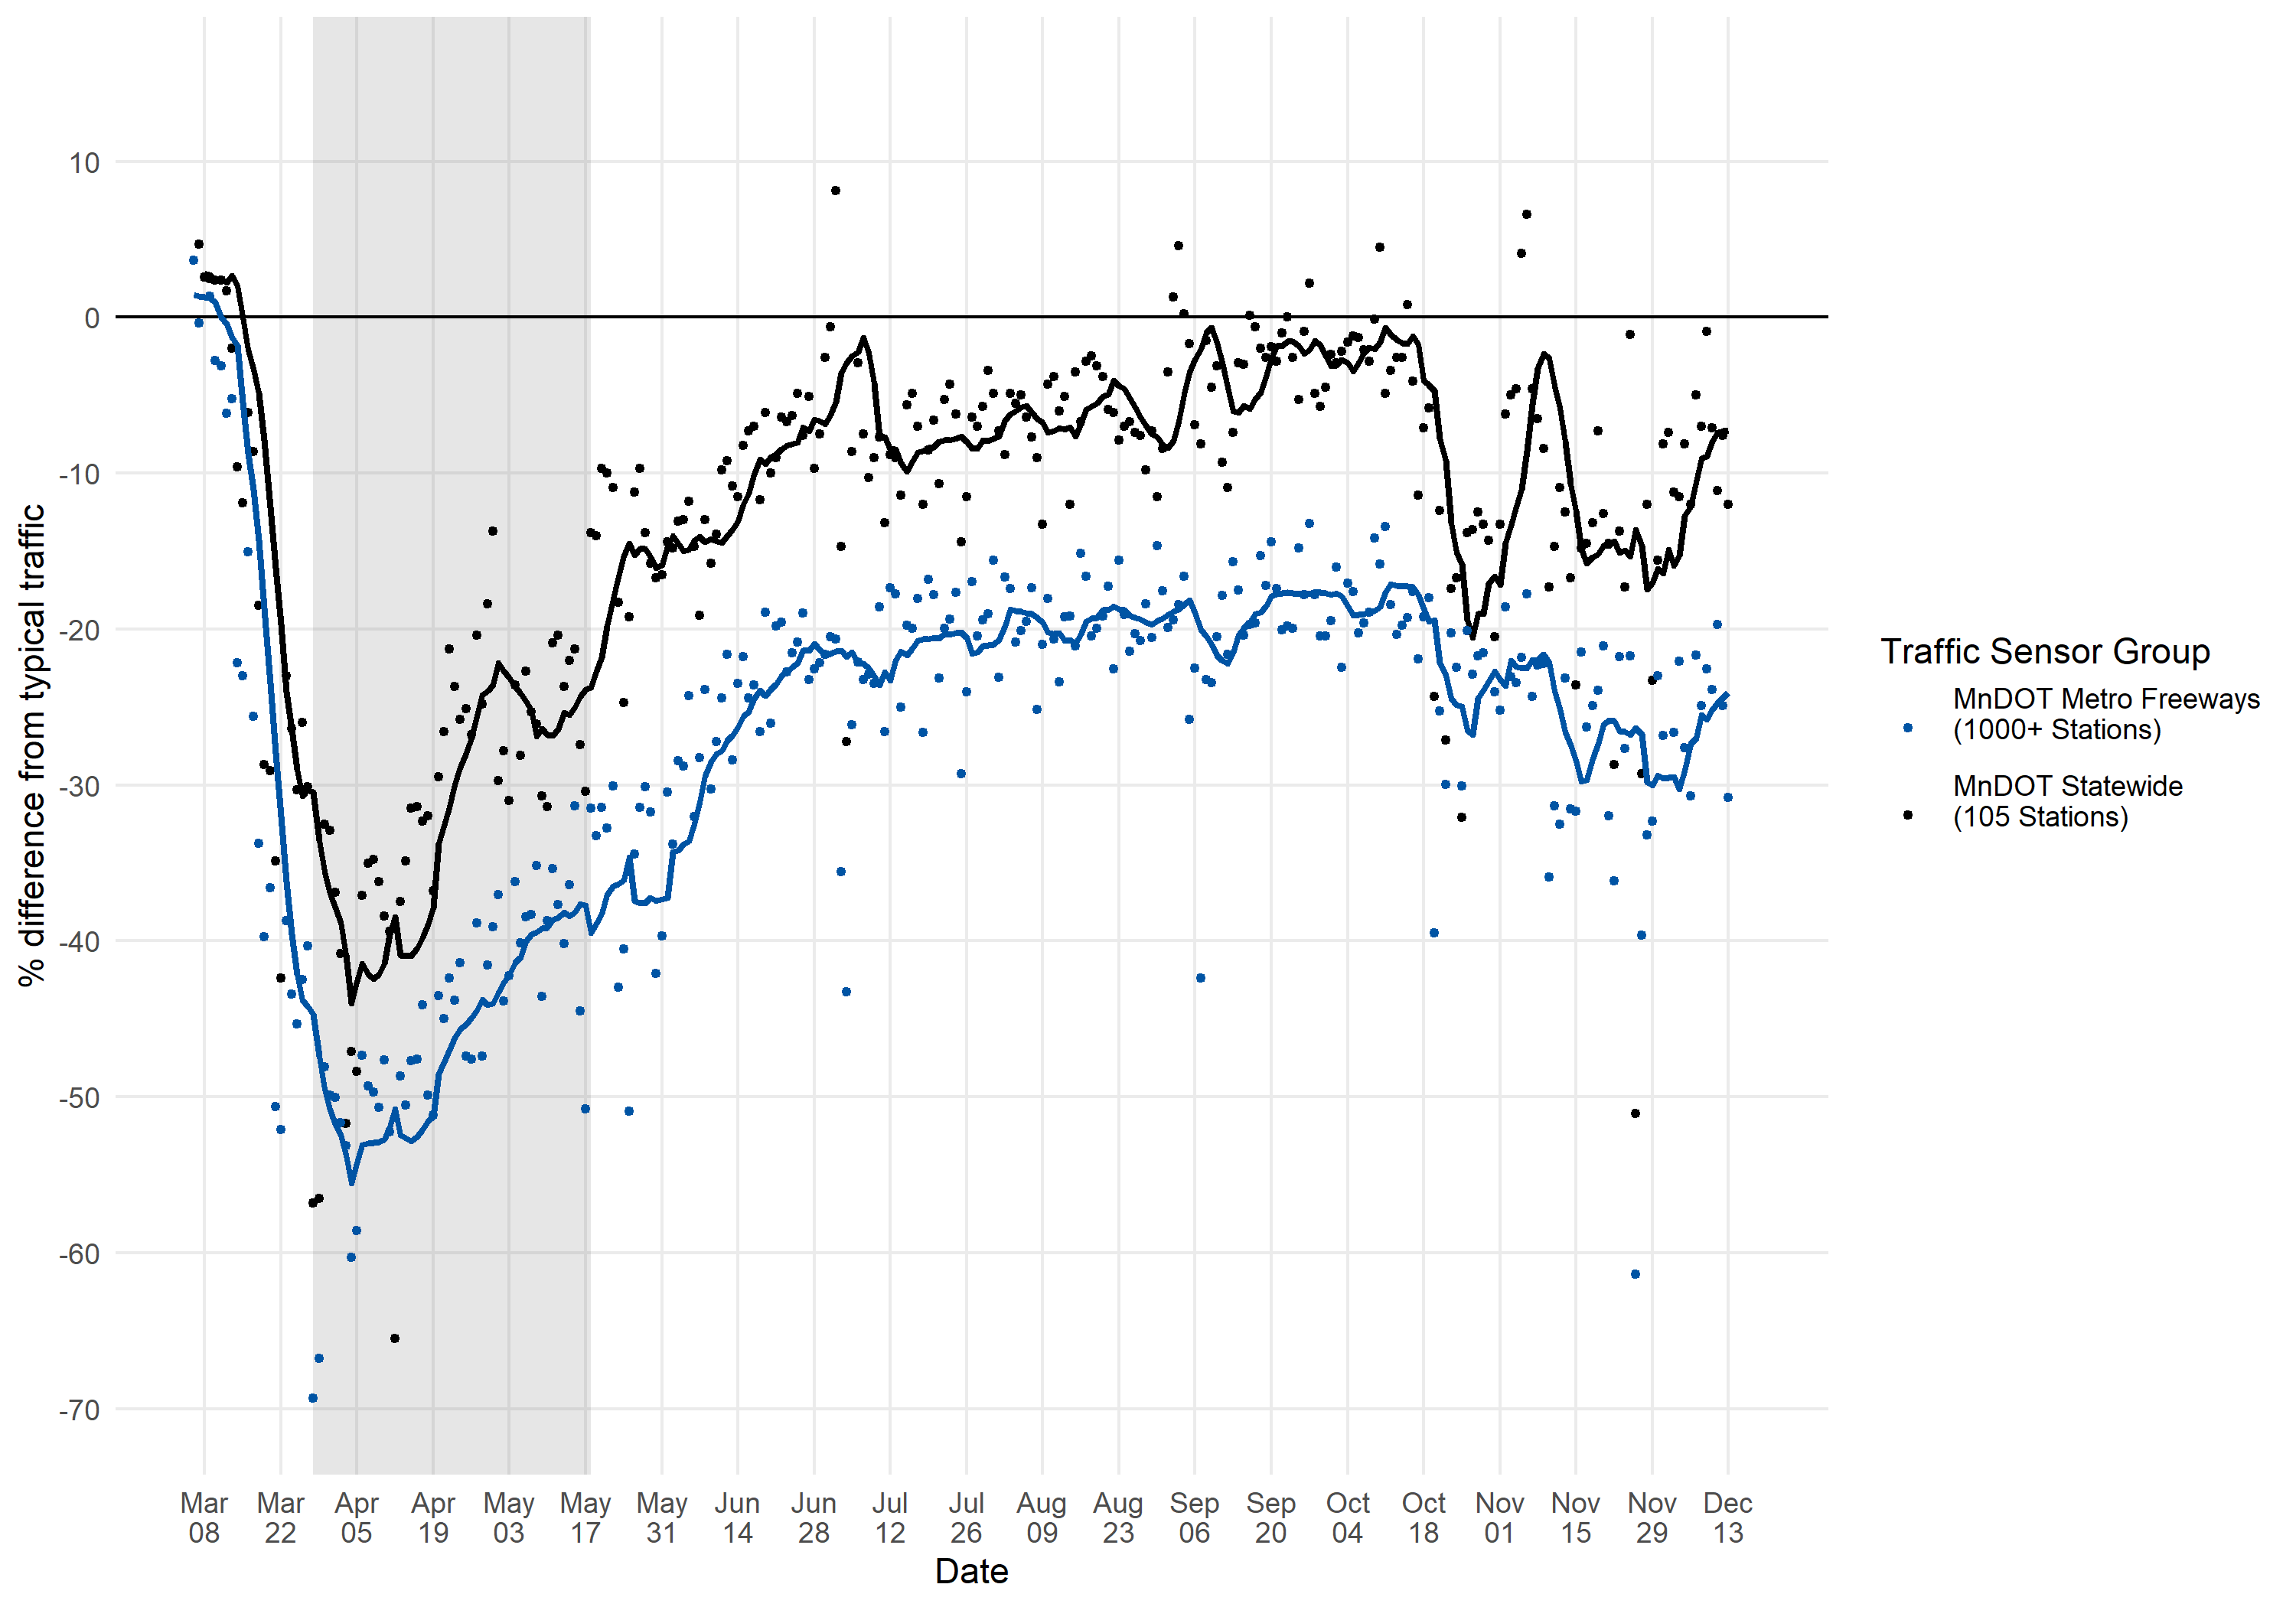 10
0
-10
-20
-30
-40
-50
-60
-70
% difference from typical traffic
Mar Mar Apr Apr May May May Jun Jun Jul Jul Aug Aug Sep Sep Oct Oct Nov Nov Nov Dec
08 22 05 19 03 17 31 14 28 12 26 09 23 06 20 04 18 01 15 29 13
Date
Traffic Sensor Group
MnDOT Metro Freeways
(1000+ Stations)
MnDOT Statewide
(105 Stations)